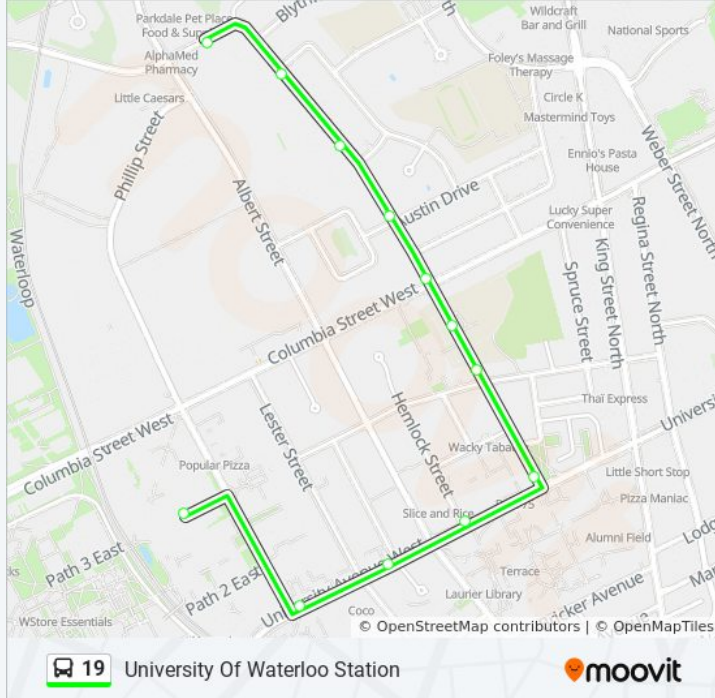 Parkdale Pet Place
Food &
AlphaMed
Pharmacy
Little Caesars
Phillip Street
Albert Street
Waterloop
Wildcraft
Bar and Grill
National Sports
Foley's Massage
Therapy
Circle K
Mastermind Toys
Ennio's Pasta
House
Weber Street North
Austin Drive
Lucky Super
Convenience
Regina Street North
King Street North
Spruce Street
Columbia Street West
Columbia Street West
Lester Street
Hemlock Street
Thaï Express
Wacky
Popular Pizza
Little Short Stop
Pizza Maniac
Slice and Rice
Alumni Field
Path 3 East
Path 2 East
University Avenue West
Terrace
Laurier Library
WStore Essentials
Coco
© OpenStreetMap contributors | © OpenMapTiles
19 University Of Waterloo Station
moovit